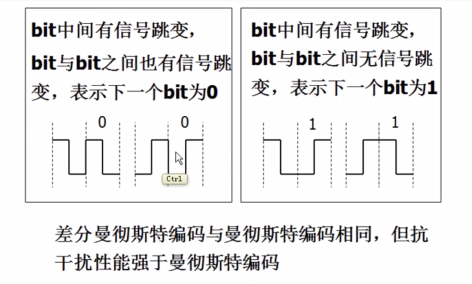 bit中间有信号跳变，
bit与bit之间也有信号跳
变，表示下一个bit为0
0
0
Ctrl
bit中间有信号跳变，
bit与bit之间无信号跳
变，表示下一个bit为1
1
1
差分曼彻斯特编码与曼彻斯特编码相同，但抗
干扰性能强于曼彻斯特编码